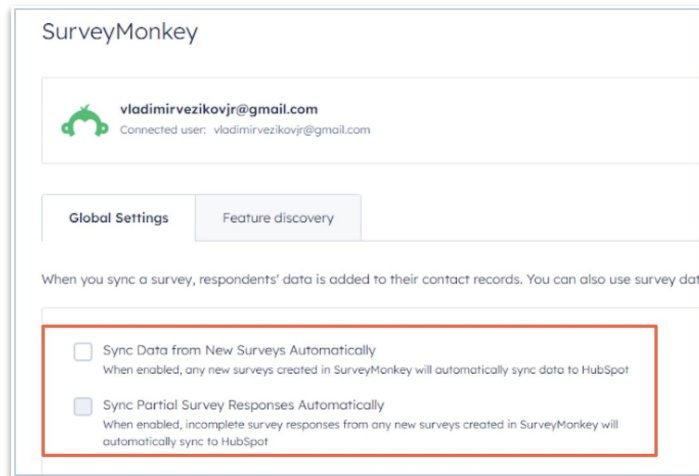 SurveyMonkey
vladimirvezikovjr@gmail.com
Connected user: vladimirvezikovjr@gmail.com
Global Settings
Feature discovery
When you sync a survey, respondents' data is added to their contact records. You can also use survey dat
Sync Data from New Surveys Automatically
When enabled, any new surveys created in SurveyMonkey will automatically sync data to HubSpot
Sync Partial Survey Responses Automatically
When enabled, incomplete survey responses from any new surveys created in SurveyMonkey will
automatically sync to HubSpot